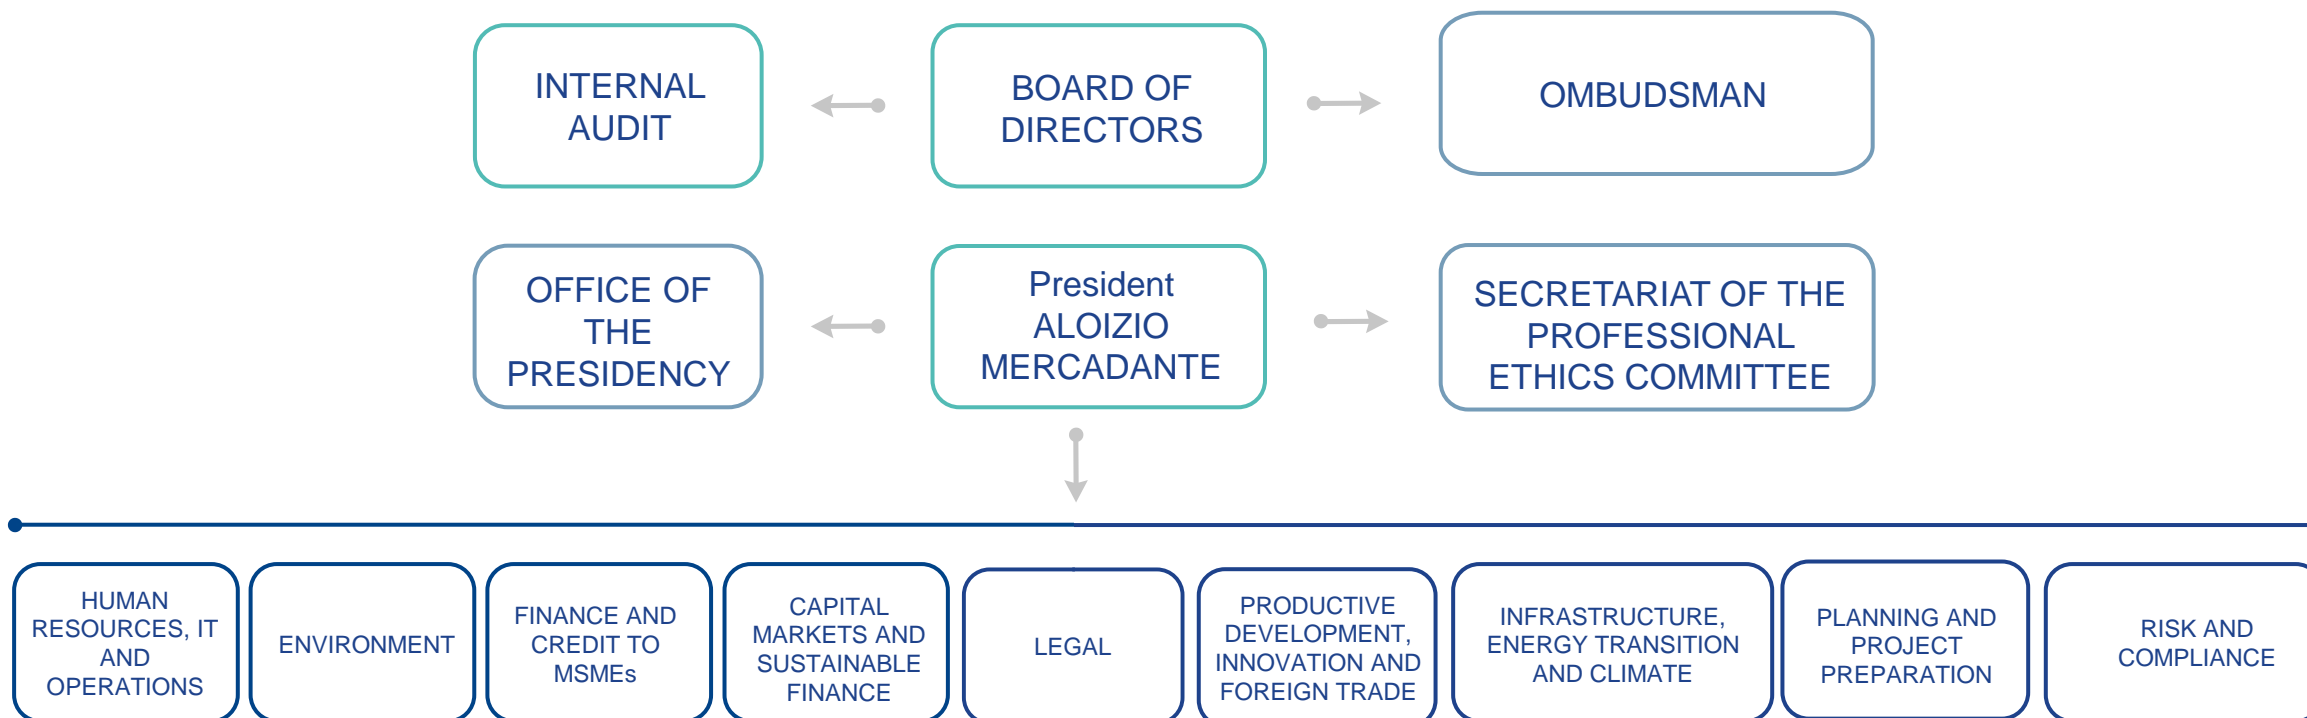 INTERNAL
AUDIT
BOARD OF
DIRECTORS
OMBUDSMAN
OFFICE OF
THE
PRESIDENCY
President
ALOIZIO
MERCADANTE
SECRETARIAT OF THE
PROFESSIONAL
ETHICS COMMITTEE
HUMAN
RESOURCES, IT
AND
OPERATIONS
ENVIRONMENT
FINANCE AND
CREDIT TO
MSMEs
CAPITAL
MARKETS AND
SUSTAINABLE
FINANCE
LEGAL
PRODUCTIVE
DEVELOPMENT,
INNOVATION AND
FOREIGN TRADE
INFRASTRUCTURE,
ENERGY TRANSITION
AND CLIMATE
PLANNING AND
PROJECT
PREPARATION
RISK AND
COMPLIANCE